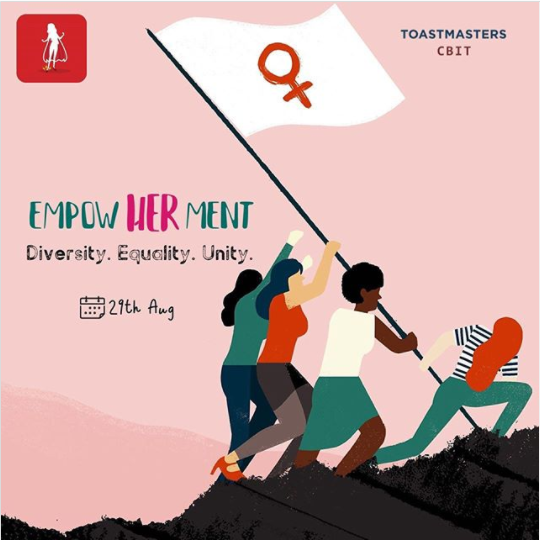 TOASTMASTERS
CBIT
EMPOWHERMENT
Diversity. Equality. Unity.
29th Aug